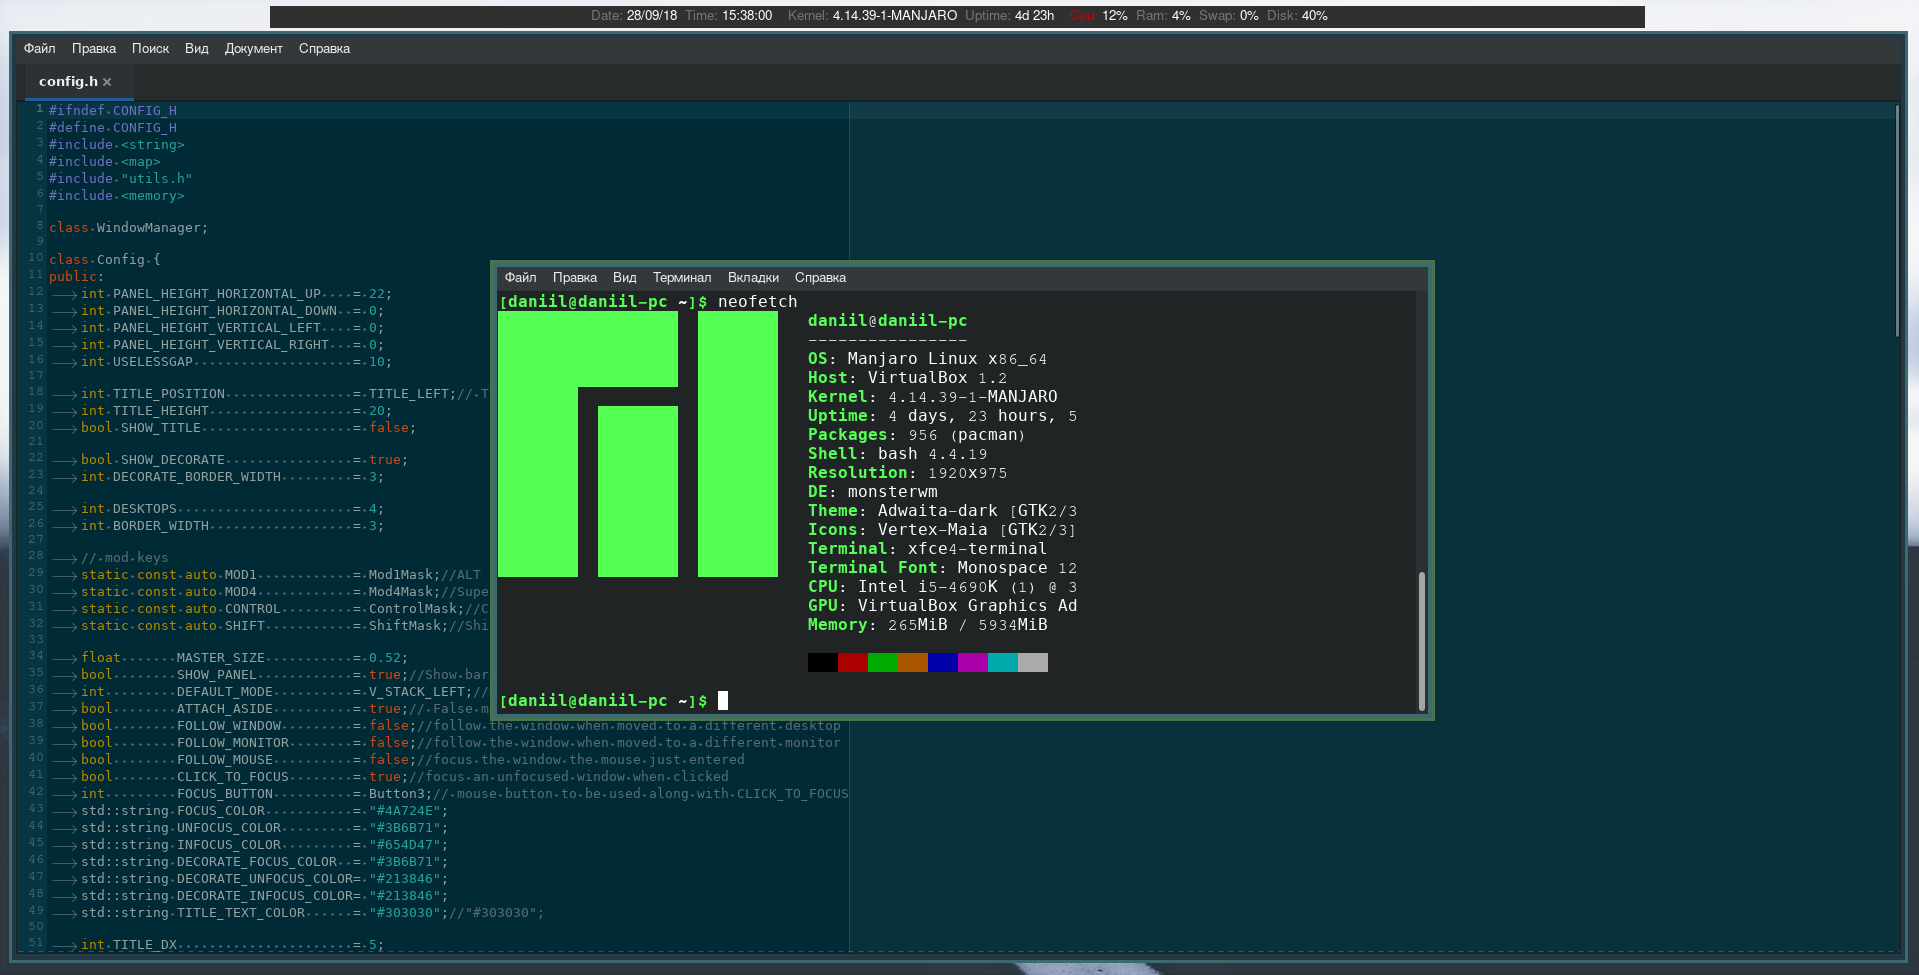 Date: 28/09/18 Time: 15:38:00 Kernel: 4.14.39-1-MANJARO Uptime: 4d 23h Cpu: 12% Ram: 4% Swap: 0% Disk: 40%
Файл Правка Поиск Вид Документ Справка
config.h ×
1 #ifndef CONFIG_H
2 #define CONFIG_H
3 #include <string>
4 #include <map>
5 #include "utils.h"
6 #include <memory>
7
8 class WindowManager;
9
10 class Config {
11 public:
12 int PANEL_HEIGHT_HORIZONTAL_UP = 22;
13 int PANEL_HEIGHT_HORIZONTAL_DOWN = 0;
14 int PANEL_HEIGHT_VERTICAL_LEFT = 0;
15 int PANEL_HEIGHT_VERTICAL_RIGHT = 0;
16 int USELESSGAP = 10;
17
18 int TITLE_POSITION = TITLE_LEFT;// T
19 int TITLE_HEIGHT = 20;
20 bool SHOW_TITLE = false;
21
22 bool SHOW_DECORATE = true;
23 int DECORATE_BORDER_WIDTH = 3;
24
25 int DESKTOPS = 4;
26 int BORDER_WIDTH = 3;
27
28 // mod keys
29 static const auto MOD1 = Mod1Mask;//ALT
30 static const auto MOD4 = Mod4Mask;//Supe
31 static const auto CONTROL = ControlMask;//C
32 static const auto SHIFT = ShiftMask;//Shi
33
34 float MASTER_SIZE = 0.52;
35 bool SHOW_PANEL = true;//Show bar
36 int DEFAULT_MODE = V_STACK_LEFT;//
37 bool ATTACH_ASIDE = true;// False m
38 bool FOLLOW_WINDOW = false;//follow the window when moved to a different desktop
39 bool FOLLOW_MONITOR = false;//follow the window when moved to a different monitor
40 bool FOLLOW_MOUSE = false;//focus the window the mouse just entered
41 bool CLICK_TO_FOCUS = true;//focus an unfocused window when clicked
42 int FOCUS_BUTTON = Button3;// mouse button to be used along with CLICK_TO_FOCUS
43 std::string FOCUS_COLOR = "#4A724E";
44 std::string UNFOCUS_COLOR = "#3B6B71";
45 std::string INFOCUS_COLOR = "#654D47";
46 std::string DECORATE_FOCUS_COLOR = "#3B6B71";
47 std::string DECORATE_UNFOCUS_COLOR= "#213846";
48 std::string DECORATE_INFOCUS_COLOR= "#213846";
49 std::string TITLE_TEXT_COLOR = "#303030";//"#303030";
50
51 int TITLE_DX = 5;
Файл Правка Вид Терминал Вкладки Справка
[daniil@daniil-pc ~]$ neofetch
daniil@daniil-pc
----------------
OS: Manjaro Linux x86_64
Host: VirtualBox 1.2
Kernel: 4.14.39-1-MANJARO
Uptime: 4 days, 23 hours, 5
Packages: 956 (pacman)
Shell: bash 4.4.19
Resolution: 1920x975
DE: monsterwm
Theme: Adwaita-dark [GTK2/3
Icons: Vertex-Maia [GTK2/3]
Terminal: xfce4-terminal
Terminal Font: Monospace 12
CPU: Intel i5-4690K (1) @ 3
GPU: VirtualBox Graphics Ad
Memory: 265MiB / 5934MiB
[daniil@daniil-pc ~]$